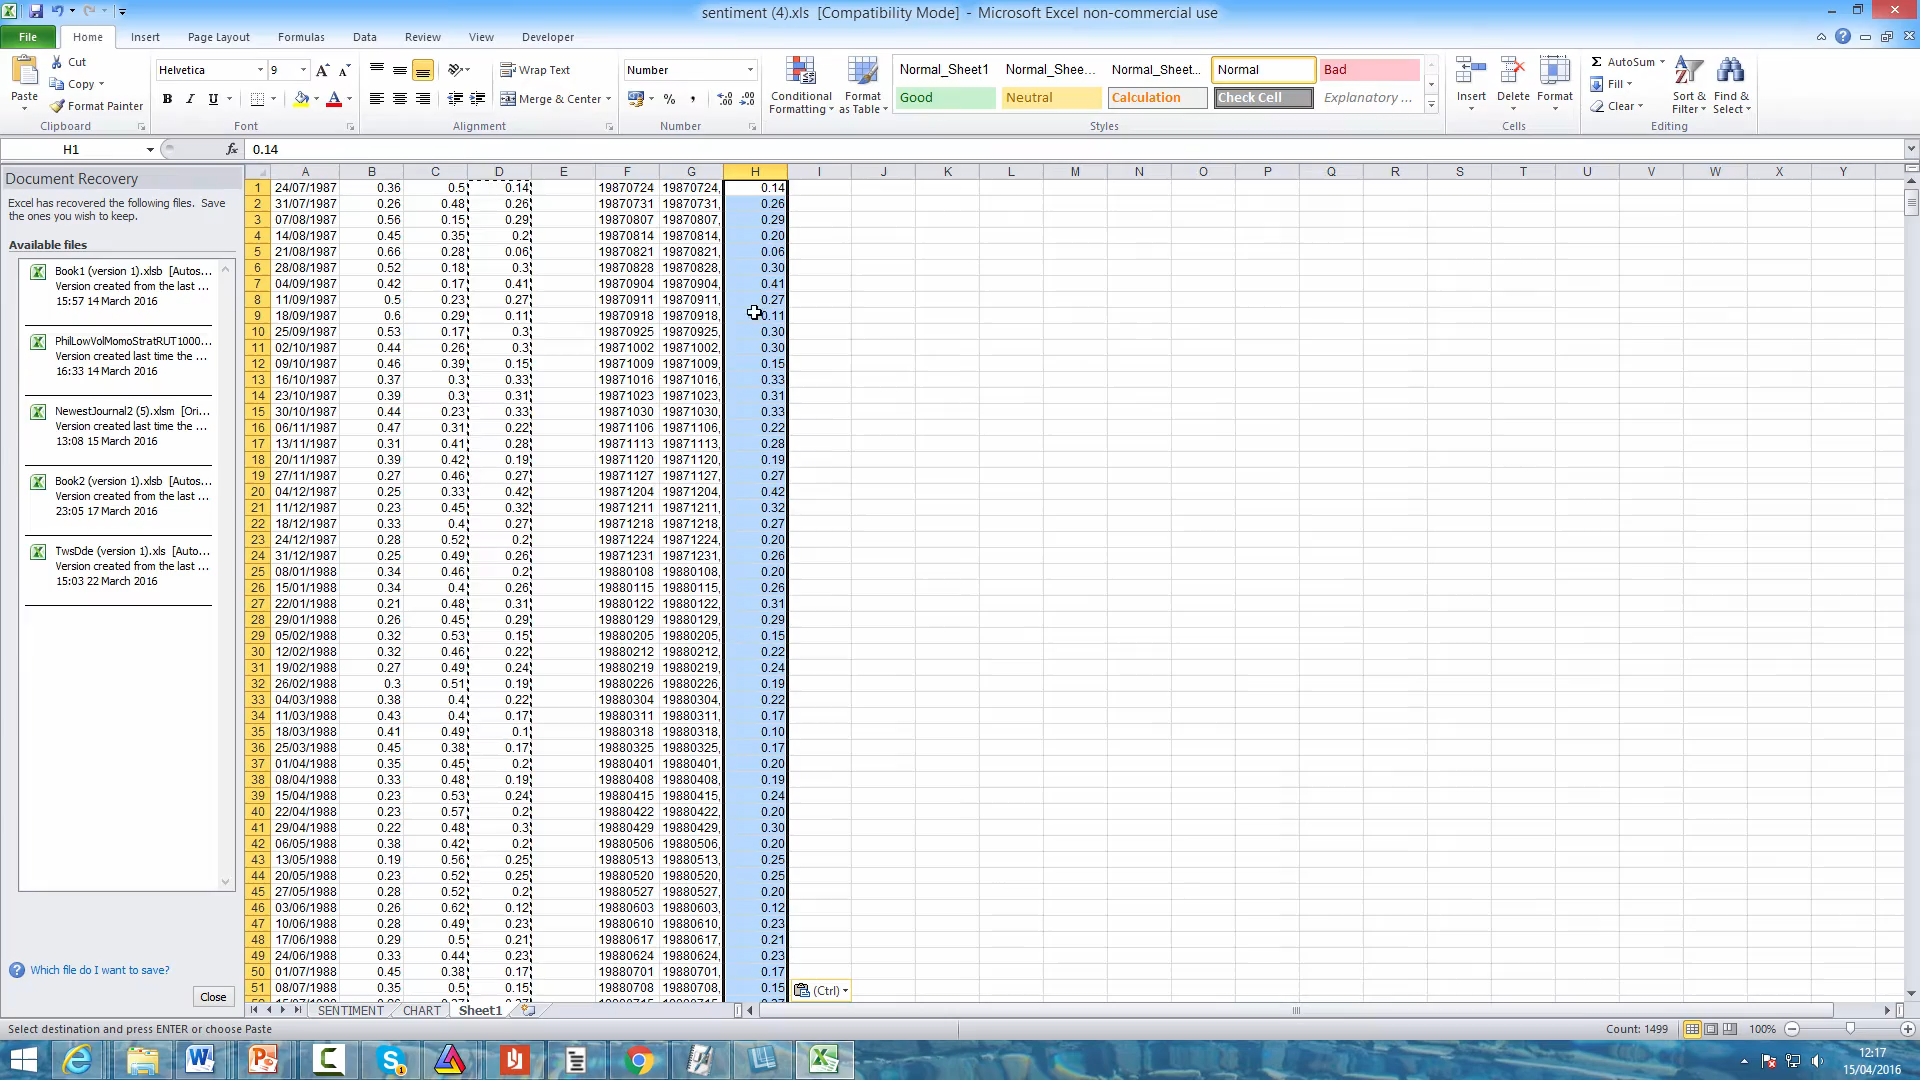 sentiment (4).xls [Compatibility Mode] - Microsoft Excel non-commercial use
File Home Insert Page Layout Formulas Data Review View Developer
Paste Cut Copy Format Painter Clipboard
Helvetica 9 B I U A A A Font
Wrap Text Merge & Center Alignment
Number % , Number
Conditional Formatting Format as Table
Normal_Sheet1 Normal_Shee... Normal_Sheet... Normal Bad
Good Neutral Calculation Check Cell Explanatory ...
Styles
Insert Delete Format Cells
AutoSum Fill Clear Sort & Filter Find & Select Editing
H1 fx 0.14
Document Recovery
Excel has recovered the following files. Save
the ones you wish to keep.
Available files
Book1 (version 1).xlsb [Autos...
Version created from the last ...
15:57 14 March 2016
PhilLowVolMomoStratRUT1000...
Version created last time the ...
16:33 14 March 2016
NewestJournal2 (5).xlsm [Ori...
Version created last time the ...
13:08 15 March 2016
Book2 (version 1).xlsb [Autos...
Version created from the last ...
23:05 17 March 2016
TwsDde (version 1).xls [Auto...
Version created from the last ...
15:03 22 March 2016
Which file do I want to save?
Close
A B C D E F G H I J K L M N O P Q R S T U V W X Y
1 24/07/1987 0.36 0.5 0.14 19870724 19870724, 0.14
2 31/07/1987 0.26 0.48 0.26 19870731 19870731, 0.26
3 07/08/1987 0.56 0.15 0.29 19870807 19870807, 0.29
4 14/08/1987 0.45 0.35 0.2 19870814 19870814, 0.20
5 21/08/1987 0.66 0.28 0.06 19870821 19870821, 0.06
6 28/08/1987 0.52 0.18 0.3 19870828 19870828, 0.30
7 04/09/1987 0.42 0.17 0.41 19870904 19870904, 0.41
8 11/09/1987 0.5 0.23 0.27 19870911 19870911, 0.27
9 18/09/1987 0.6 0.29 0.11 19870918 19870918, 0.11
10 25/09/1987 0.53 0.17 0.3 19870925 19870925, 0.30
11 02/10/1987 0.44 0.26 0.3 19871002 19871002, 0.30
12 09/10/1987 0.46 0.39 0.15 19871009 19871009, 0.15
13 16/10/1987 0.37 0.3 0.33 19871016 19871016, 0.33
14 23/10/1987 0.39 0.3 0.31 19871023 19871023, 0.31
15 30/10/1987 0.44 0.23 0.33 19871030 19871030, 0.33
16 06/11/1987 0.47 0.31 0.22 19871106 19871106, 0.22
17 13/11/1987 0.31 0.41 0.28 19871113 19871113, 0.28
18 20/11/1987 0.39 0.42 0.19 19871120 19871120, 0.19
19 27/11/1987 0.27 0.46 0.27 19871127 19871127, 0.27
20 04/12/1987 0.25 0.33 0.42 19871204 19871204, 0.42
21 11/12/1987 0.23 0.45 0.32 19871211 19871211, 0.32
22 18/12/1987 0.33 0.4 0.27 19871218 19871218, 0.27
23 24/12/1987 0.28 0.52 0.2 19871224 19871224, 0.20
24 31/12/1987 0.25 0.49 0.26 19871231 19871231, 0.26
25 08/01/1988 0.34 0.46 0.2 19880108 19880108, 0.20
26 15/01/1988 0.34 0.4 0.26 19880115 19880115, 0.26
27 22/01/1988 0.21 0.48 0.31 19880122 19880122, 0.31
28 29/01/1988 0.26 0.45 0.29 19880129 19880129, 0.29
29 05/02/1988 0.32 0.53 0.15 19880205 19880205, 0.15
30 12/02/1988 0.32 0.46 0.22 19880212 19880212, 0.22
31 19/02/1988 0.27 0.49 0.24 19880219 19880219, 0.24
32 26/02/1988 0.3 0.51 0.19 19880226 19880226, 0.19
33 04/03/1988 0.38 0.4 0.22 19880304 19880304, 0.22
34 11/03/1988 0.43 0.4 0.17 19880311 19880311, 0.17
35 18/03/1988 0.41 0.49 0.1 19880318 19880318, 0.10
36 25/03/1988 0.45 0.38 0.17 19880325 19880325, 0.17
37 01/04/1988 0.35 0.45 0.2 19880401 19880401, 0.20
38 08/04/1988 0.33 0.48 0.19 19880408 19880408, 0.19
39 15/04/1988 0.23 0.53 0.24 19880415 19880415, 0.24
40 22/04/1988 0.23 0.57 0.2 19880422 19880422, 0.20
41 29/04/1988 0.22 0.48 0.3 19880429 19880429, 0.30
42 06/05/1988 0.38 0.42 0.2 19880506 19880506, 0.20
43 13/05/1988 0.19 0.56 0.25 19880513 19880513, 0.25
44 20/05/1988 0.23 0.52 0.25 19880520 19880520, 0.25
45 27/05/1988 0.28 0.52 0.2 19880527 19880527, 0.20
46 03/06/1988 0.26 0.62 0.12 19880603 19880603, 0.12
47 10/06/1988 0.28 0.49 0.23 19880610 19880610, 0.23
48 17/06/1988 0.29 0.5 0.21 19880617 19880617, 0.21
49 24/06/1988 0.33 0.44 0.23 19880624 19880624, 0.23
50 01/07/1988 0.45 0.38 0.17 19880701 19880701, 0.17
51 08/07/1988 0.35 0.5 0.15 19880708 19880708, 0.15
(Ctrl)
SENTIMENT CHART Sheet1
Select destination and press ENTER or choose Paste Count: 1499 100%
12:17
15/04/2016